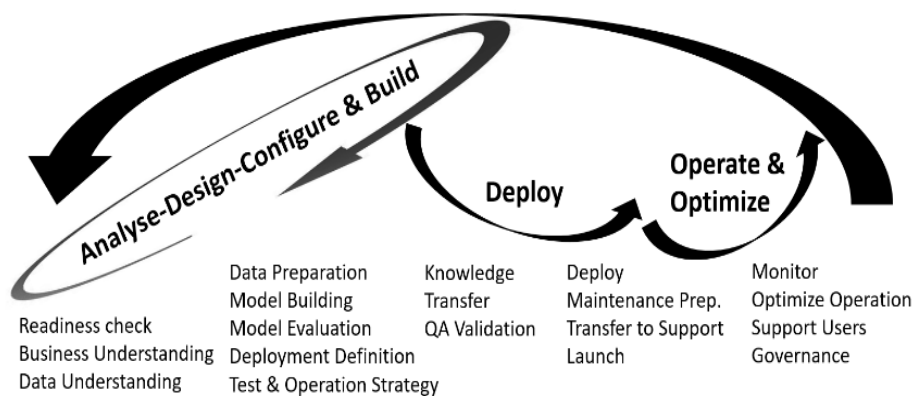 Analyse-Design-Configure & Build
Deploy
Operate &
Optimize
Readiness check
Business Understanding
Data Understanding
Data Preparation
Model Building
Model Evaluation
Deployment Definition
Test & Operation Strategy
Knowledge
Transfer
QA Validation
Deploy
Maintenance Prep.
Transfer to Support
Launch
Monitor
Optimize Operation
Support Users
Governance